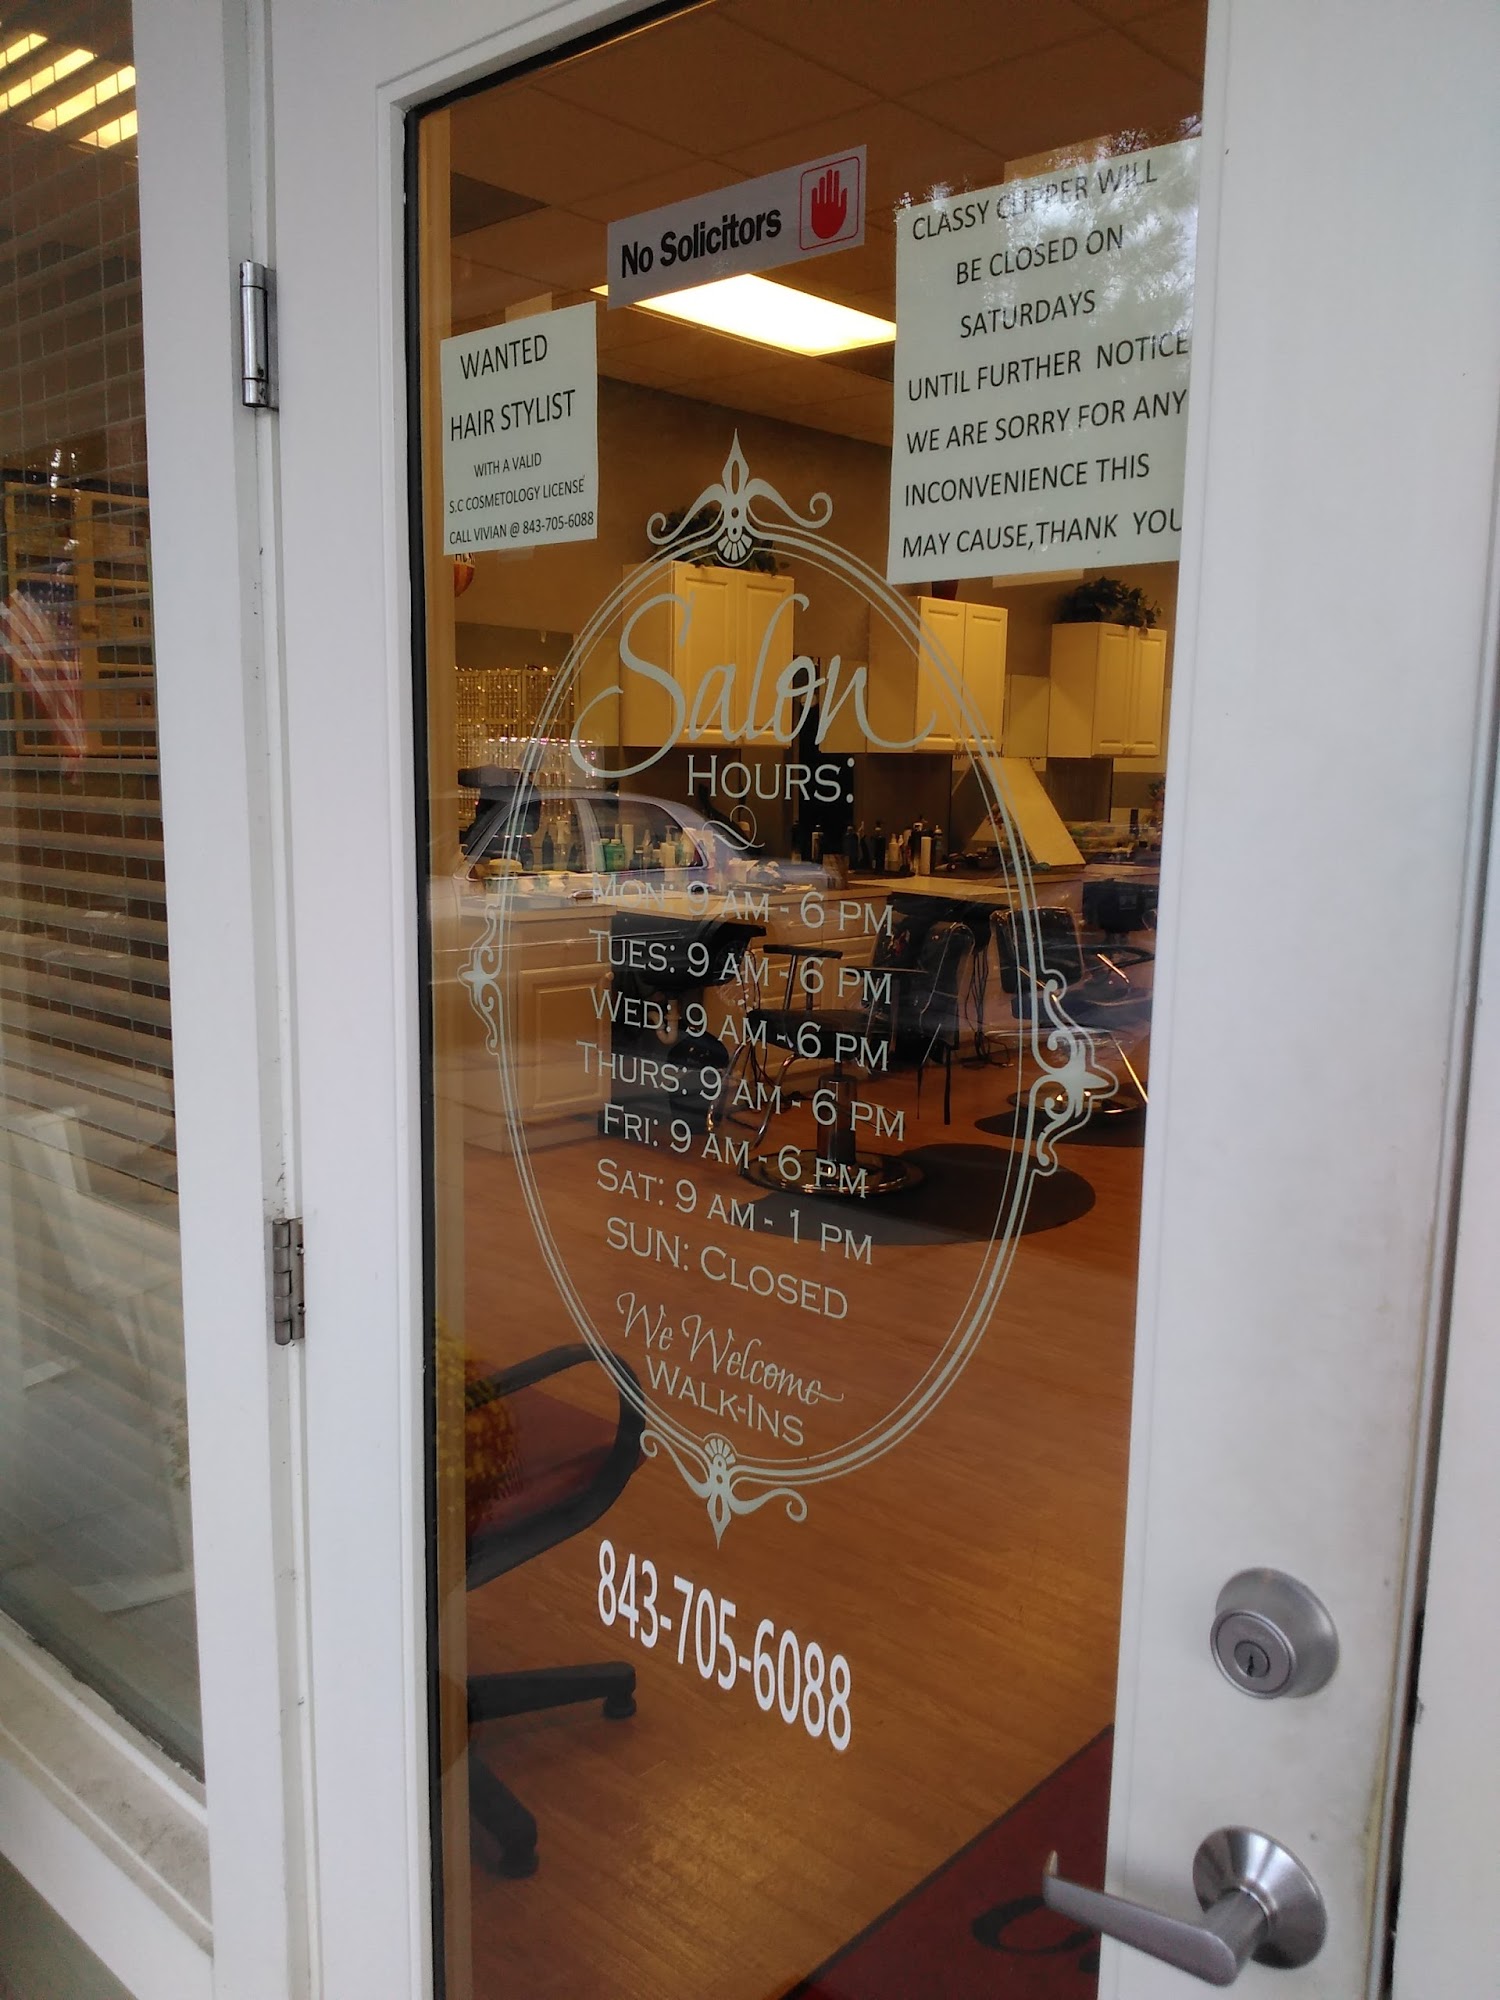 No Solicitors
WANTED
HAIR STYLIST
WITH A VALID
S.C COSMETOLOGY LICENSE
CALL VIVIAN @ 843-705-6088
CLASSY CLIPPER WILL
BE CLOSED ON
SATURDAYS
UNTIL FURTHER NOTICE
WE ARE SORRY FOR ANY
INCONVENIENCE THIS
MAY CAUSE,THANK YOU
Salon
HOURS:
MON: 9 AM - 6 PM
TUES: 9 AM - 6 PM
WED: 9 AM - 6 PM
THURS: 9 AM - 6 PM
FRI: 9 AM - 6 PM
SAT: 9 AM - 1 PM
SUN: CLOSED
We Welcome
WALK-INS
843-705-6088